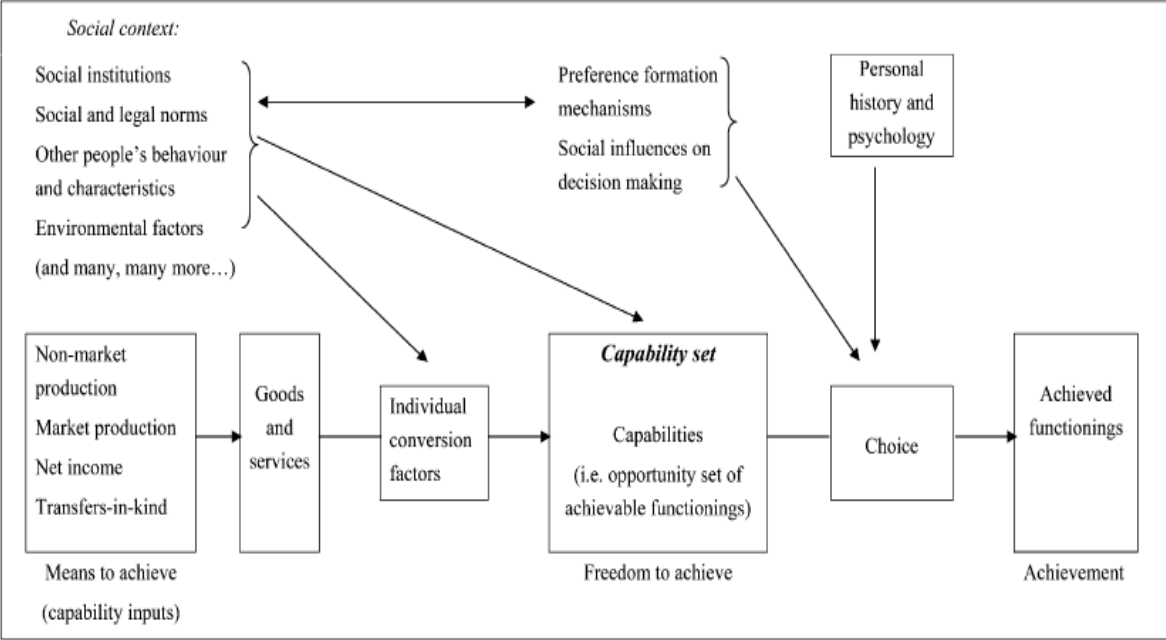 Social context:
Social institutions
Social and legal norms
Other people’s behaviour
and characteristics
Environmental factors
(and many, many more…)
Preference formation
mechanisms
Social influences on
decision making
Personal
history and
psychology
Non-market
production
Market production
Net income
Transfers-in-kind
Goods
and
services
Individual
conversion
factors
Capability set
Capabilities
(i.e. opportunity set of
achievable functionings)
Choice
Achieved
functionings
Means to achieve
(capability inputs)
Freedom to achieve
Achievement